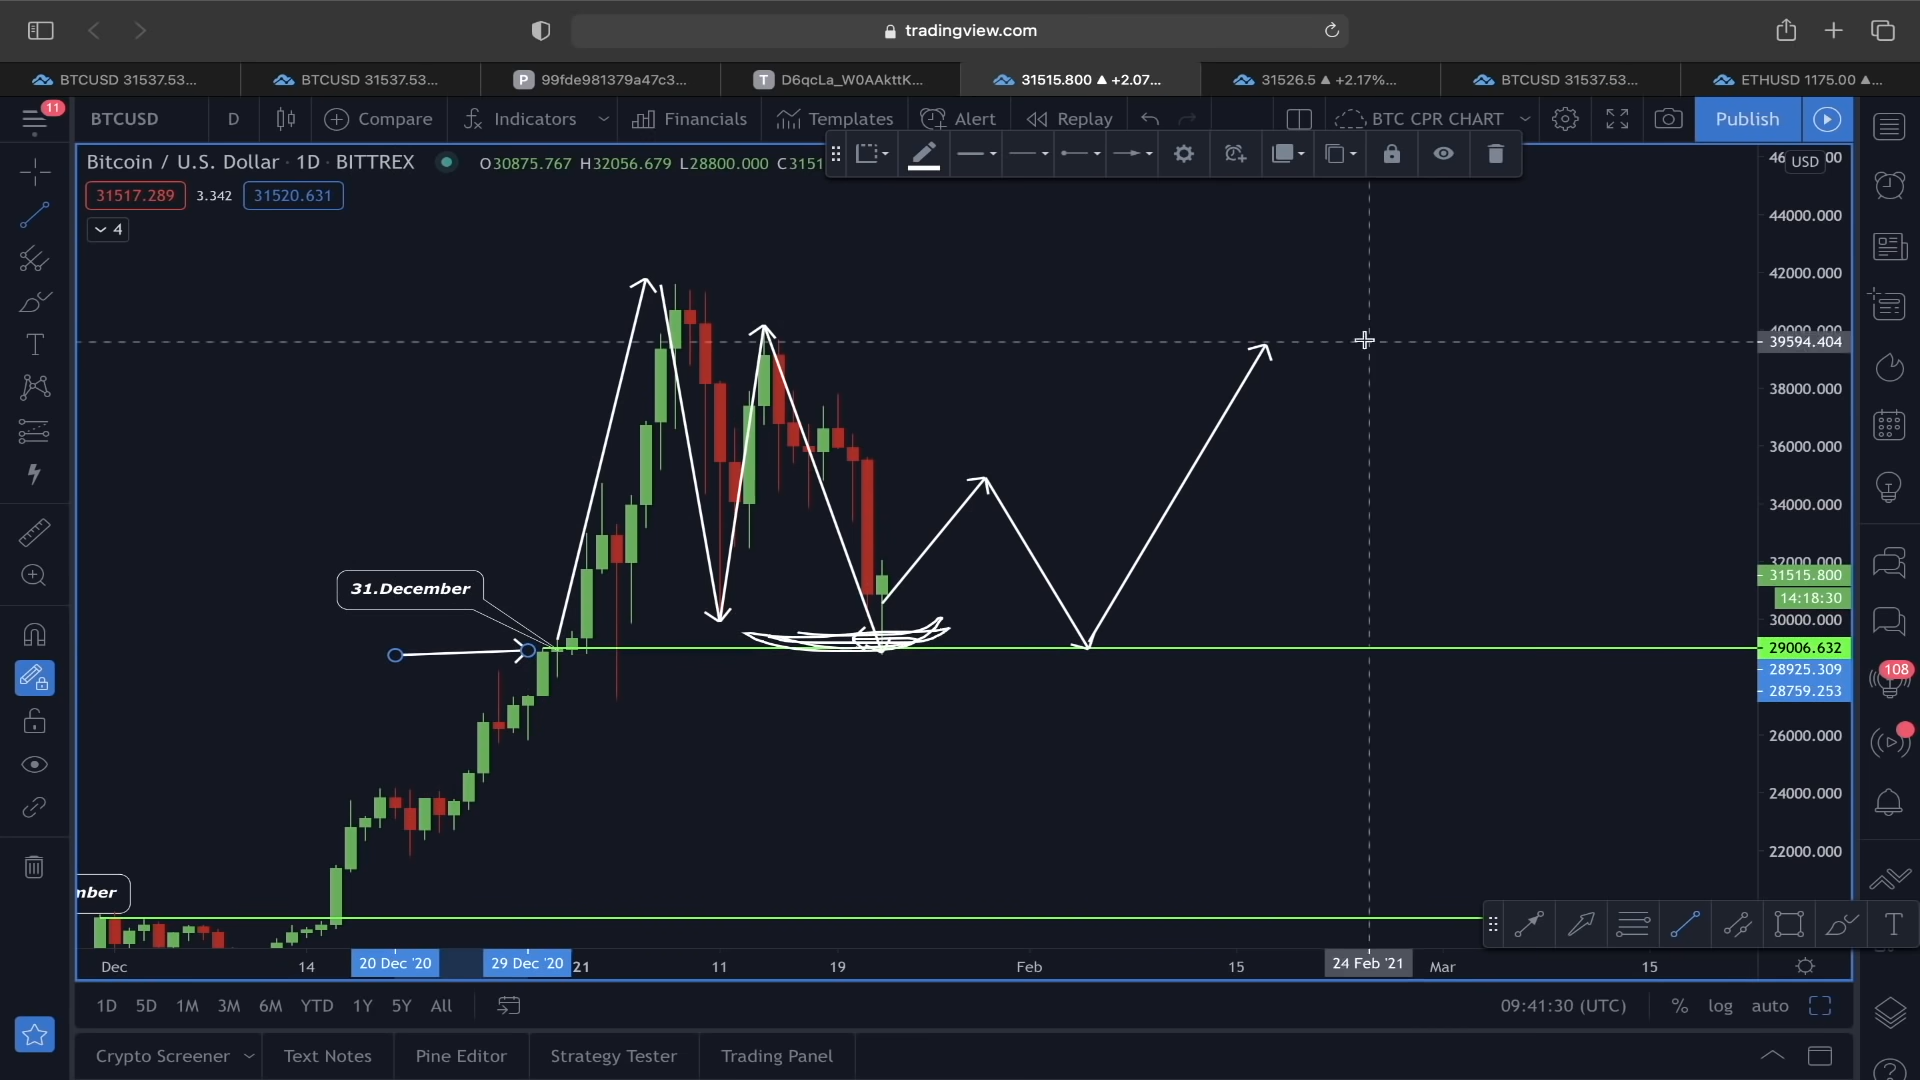 tradingview.com
BTCUSD 31537.53...
BTCUSD 31537.53...
P 99fde981379a47c3...
T D6qcLa_W0AAkttK...
31515.800 ▲ +2.07...
31526.5 ▲ +2.17%...
BTCUSD 31537.53...
ETHUSD 1175.00 ▲...
11
BTCUSD
D
Compare
Indicators
Financials
Templates
Alert
Replay
BTC CPR CHART
Publish
Bitcoin / U.S. Dollar · 1D · BITTREX
O30875.767 H32056.679 L28800.000 C3151
USD
31517.289
3.342
31520.631
4
44000.000
42000.000
40000.000
39594.404
38000.000
36000.000
34000.000
32000.000
31515.800
14:18:30
30000.000
29006.632
28925.309
28759.253
26000.000
24000.000
22000.000
31.December
mber
108
T
Dec
14
20 Dec '20
29 Dec '20
21
11
19
Feb
15
24 Feb '21
Mar
15
1D
5D
1M
3M
6M
YTD
1Y
5Y
All
09:41:30 (UTC)
%
log
auto
Crypto Screener
Text Notes
Pine Editor
Strategy Tester
Trading Panel